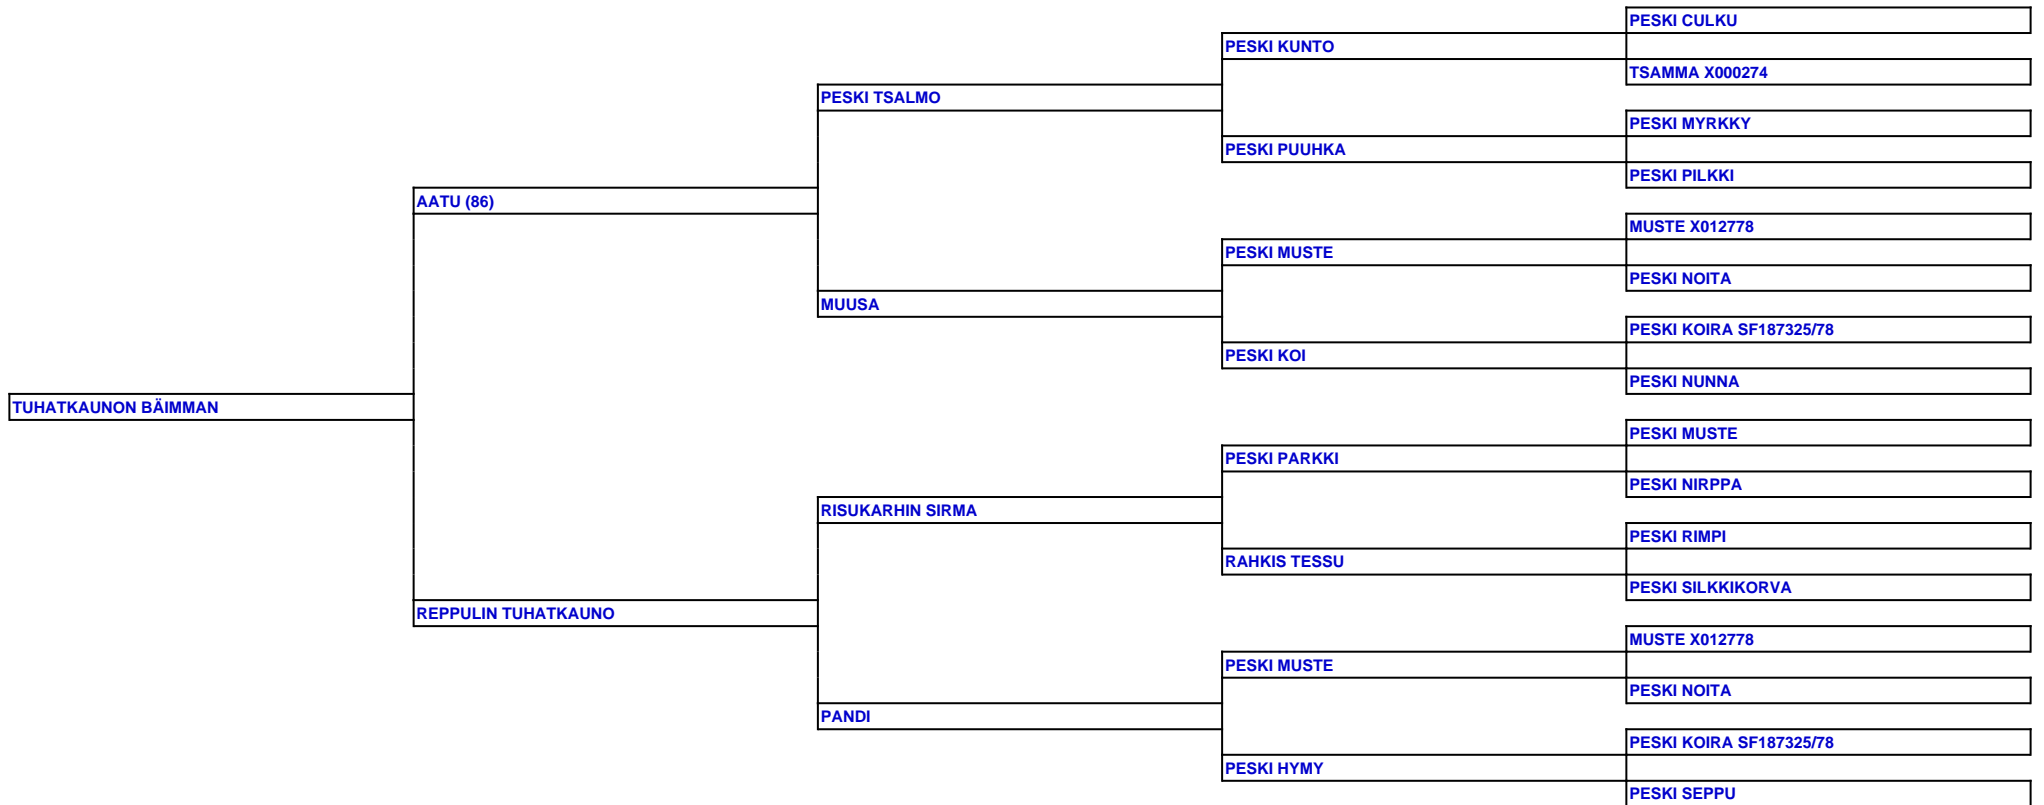 PESKI CULKU
PESKI KUNTO
TSAMMA X000274
PESKI TSALMO
PESKI MYRKKY
PESKI PUUHKA
PESKI PILKKI
AATU (86)
MUSTE X012778
PESKI MUSTE
PESKI NOITA
MUUSA
PESKI KOIRA SF187325/78
PESKI KOI
PESKI NUNNA
TUHATKAUNON BÄIMMAN
PESKI MUSTE
PESKI PARKKI
PESKI NIRPPA
RISUKARHIN SIRMA
PESKI RIMPI
RAHKIS TESSU
PESKI SILKKIKORVA
REPPULIN TUHATKAUNO
MUSTE X012778
PESKI MUSTE
PESKI NOITA
PANDI
PESKI KOIRA SF187325/78
PESKI HYMY
PESKI SEPPU